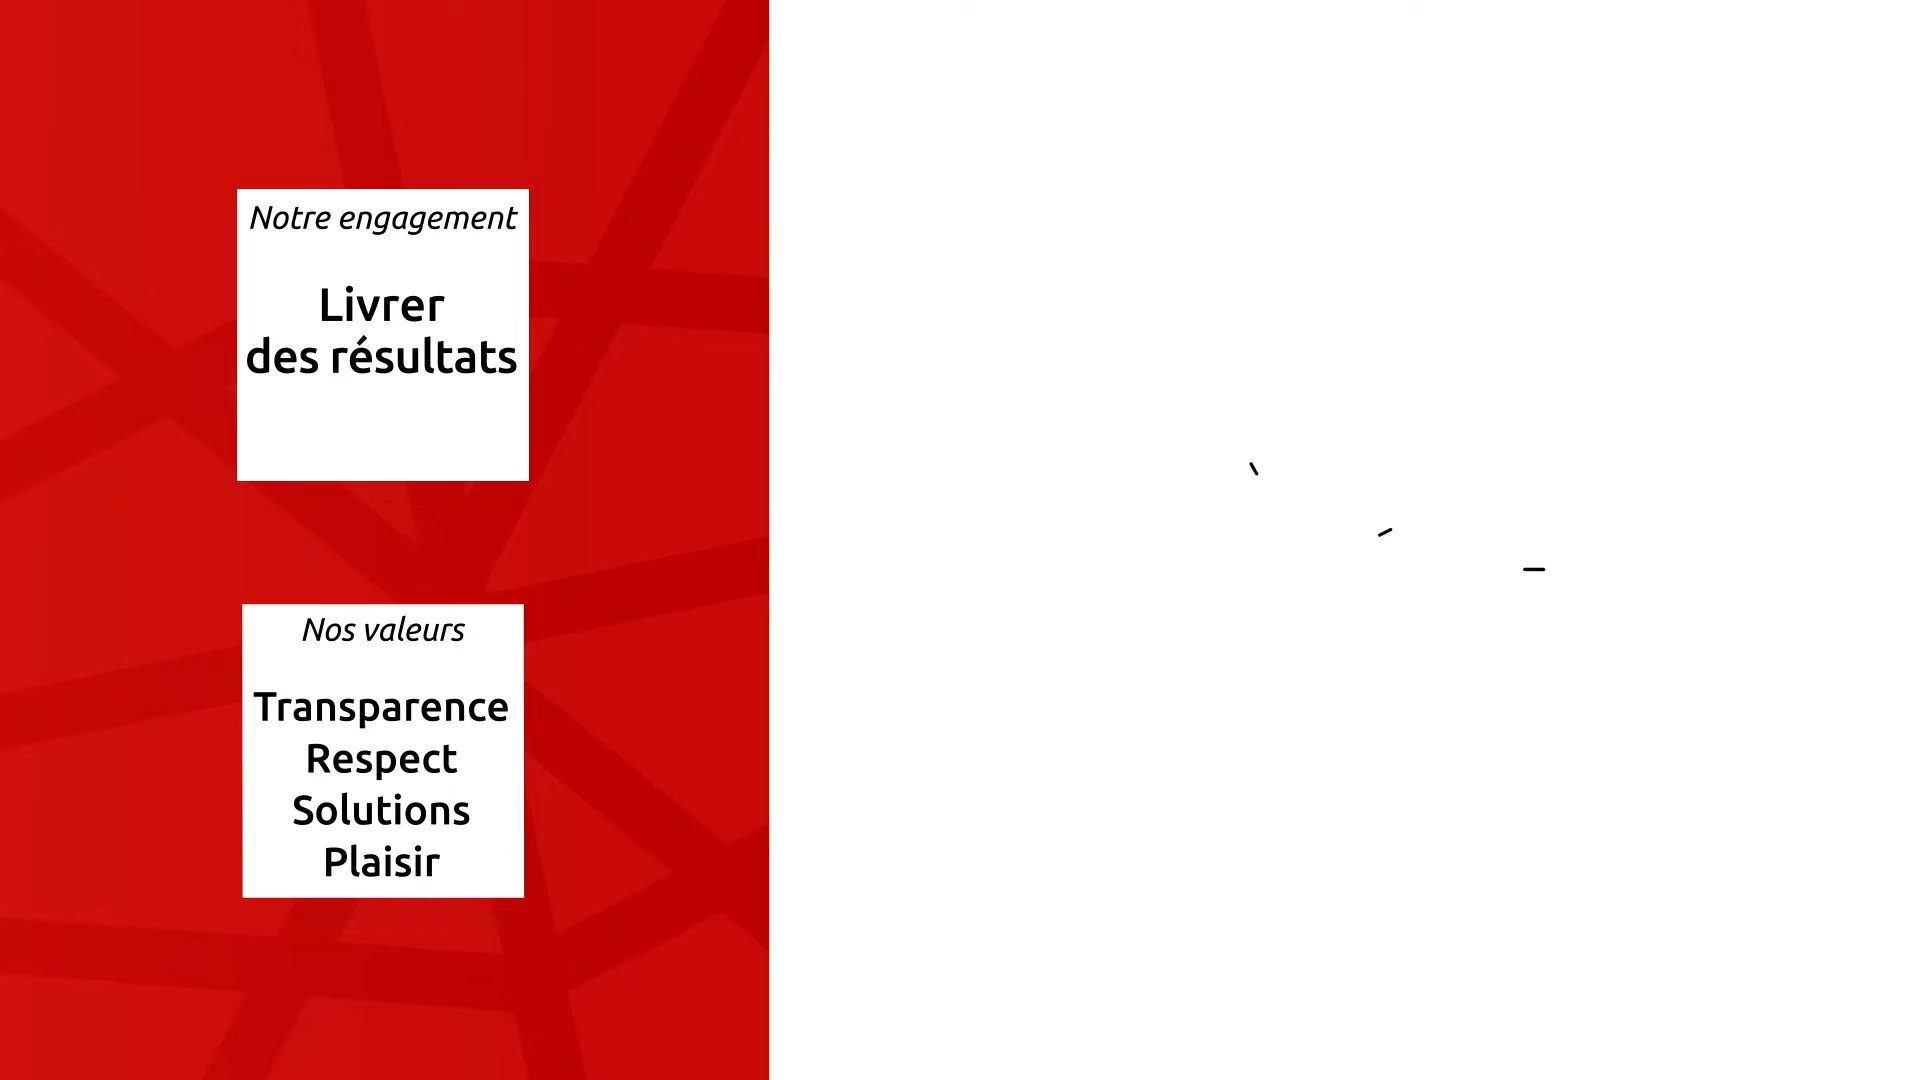 Notre engagement
Livrer
des résultats
Nos valeurs
Transparence
Respect
Solutions
Plaisir